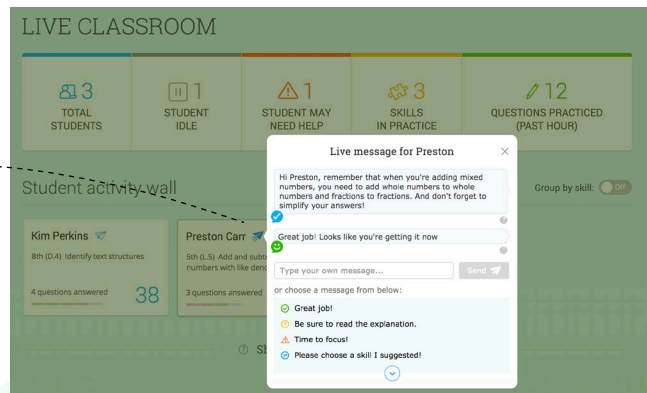 LIVE CLASSROOM
3
TOTAL
STUDENTS
1
STUDENT
IDLE
1
STUDENT MAY
NEED HELP
3
SKILLS
IN PRACTICE
12
QUESTIONS PRACTICED
(PAST HOUR)
Student activity wall
Group by skill: Off
Kim Perkins
8th (D.4) Identify text structures
4 questions answered
38
Preston Carr
5th (L.5) Add and
numbers with like
3 questions answered
Live message for Preston
Hi Preston, remember that when you're adding mixed
numbers, you need to add whole numbers to whole
numbers and fractions to fractions. And don't forget to
simplify your answers!
Great job! Looks like you're getting it now
Type your own message...
Send
or choose a message from below:
Great job!
Be sure to read the explanation.
Time to focus!
Please choose a skill I suggested!